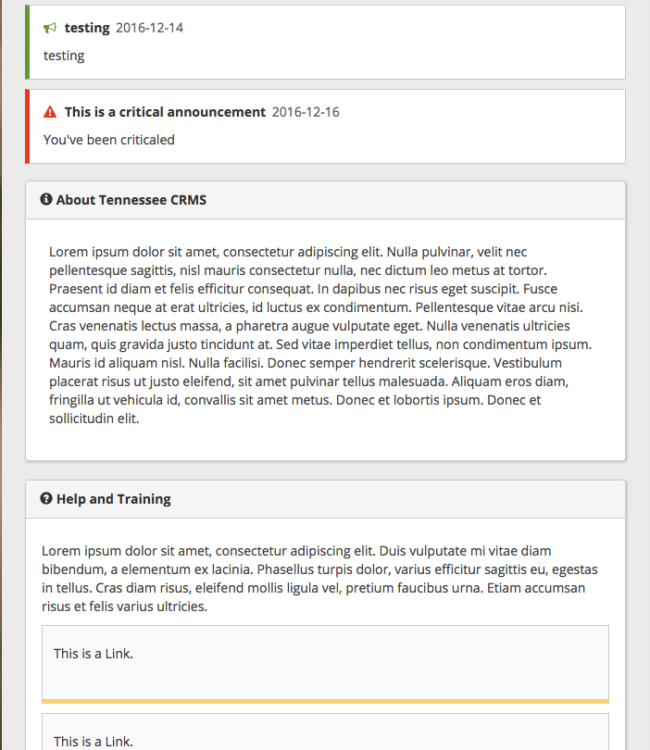 testing 2016-12-14
testing
This is a critical announcement 2016-12-16
You've been criticaled
About Tennessee CRMS
Lorem ipsum dolor sit amet, consectetur adipiscing elit. Nulla pulvinar, velit nec
pellentesque sagittis, nisl mauris consectetur nulla, nec dictum leo metus at tortor.
Praesent id diam et felis efficitur consequat. In dapibus nec risus eget suscipit. Fusce
accumsan neque at erat ultricies, id luctus ex condimentum. Pellentesque vitae arcu nisi.
Cras venenatis lectus massa, a pharetra augue vulputate eget. Nulla venenatis ultricies
quam, quis gravida justo tincidunt at. Sed vitae imperdiet tellus, non condimentum ipsum.
Mauris id aliquam nisl. Nulla facilisi. Donec semper hendrerit scelerisque. Vestibulum
placerat risus ut justo eleifend, sit amet pulvinar tellus malesuada. Aliquam eros diam,
fringilla ut vehicula id, convallis sit amet metus. Donec et lobortis ipsum. Donec et
sollicitudin elit.
Help and Training
Lorem ipsum dolor sit amet, consectetur adipiscing elit. Duis vulputate mi vitae diam
bibendum, a elementum ex lacinia. Phasellus turpis dolor, varius efficitur sagittis eu, egestas
in tellus. Cras diam risus, eleifend mollis ligula vel, pretium faucibus urna. Etiam accumsan
risus et felis varius ultricies.
This is a Link.
This is a Link.